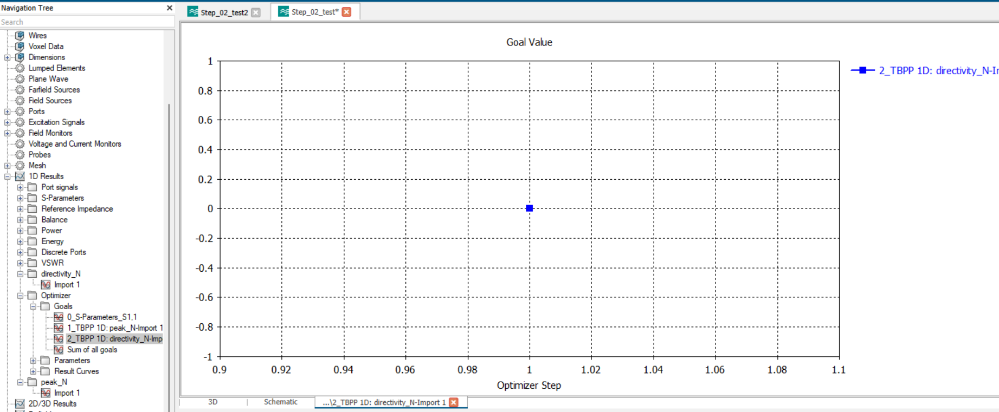 Navigation Tree
Search
Wires
Voxel Data
Dimensions
Lumped Elements
Plane Wave
Farfield Sources
Field Sources
Ports
Excitation Signals
Field Monitors
Voltage and Current Monitors
Probes
Mesh
1D Results
Port signals
S-Parameters
Reference Impedance
Balance
Power
Energy
Discrete Ports
VSWR
directivity_N
Import 1
Optimizer
Goals
0_S-Parameters_S1,1
1_TBPP 1D: peak_N-Import 1
2_TBPP 1D: directivity_N-Imp
Sum of all goals
Parameters
Result Curves
peak_N
Import 1
2D/3D Results
Step_02_test2
Step_02_test*
Goal Value
1
0.8
0.6
0.4
0.2
0
-0.2
-0.4
-0.6
-0.8
-1
0.9 0.92 0.94 0.96 0.98 1 1.02 1.04 1.06 1.08 1.1
Optimizer Step
2_TBPP 1D: directivity_N-Ir
3D
Schematic
...\2_TBPP 1D: directivity_N-Import 1